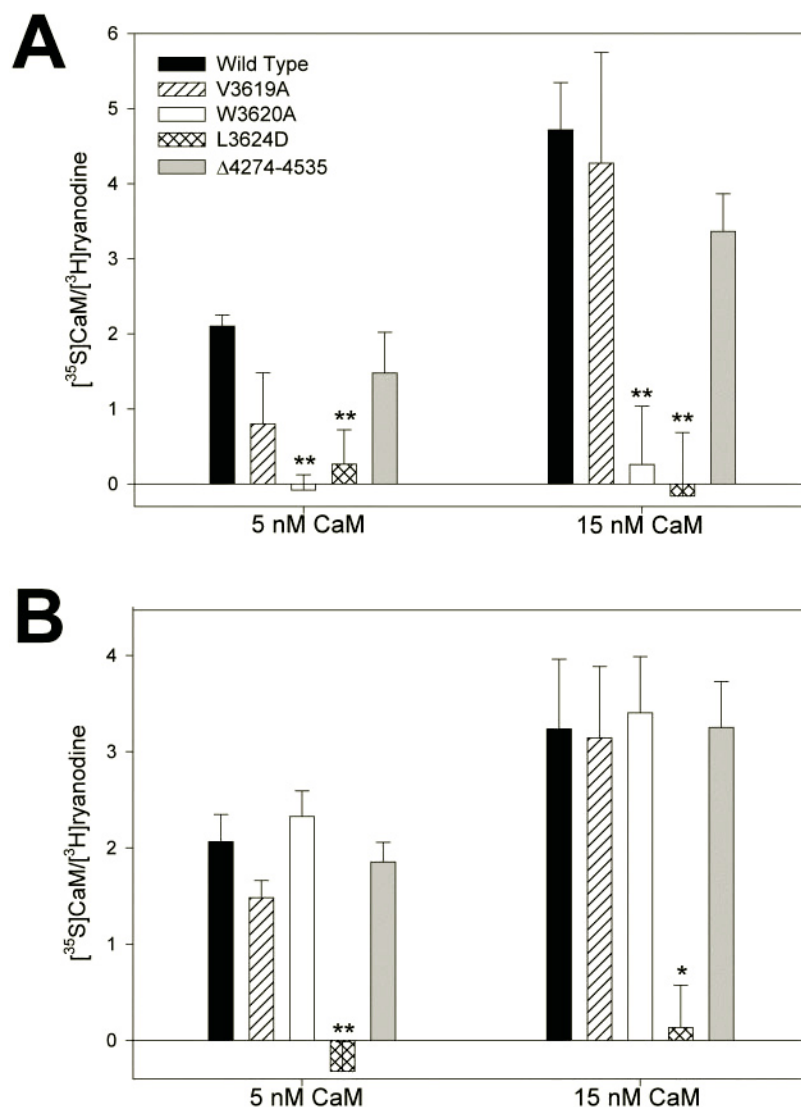 A
6
5
4
3
2
1
0
[³⁵S]CaM/[³H]ryanodine
Wild Type
V3619A
W3620A
L3624D
Δ4274-4535
**
**
**
**
5 nM CaM
15 nM CaM
B
4
3
2
1
0
[³⁵S]CaM/[³H]ryanodine
**
*
5 nM CaM
15 nM CaM